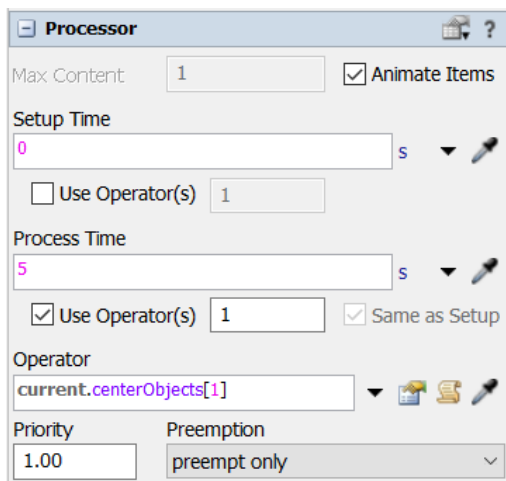 Processor ?
Max Content 1 Animate Items
Setup Time
0 s
Use Operator(s) 1
Process Time
5 s
Use Operator(s) 1 Same as Setup
Operator
current.centerObjects[1]
Priority Preemption
1.00 preempt only